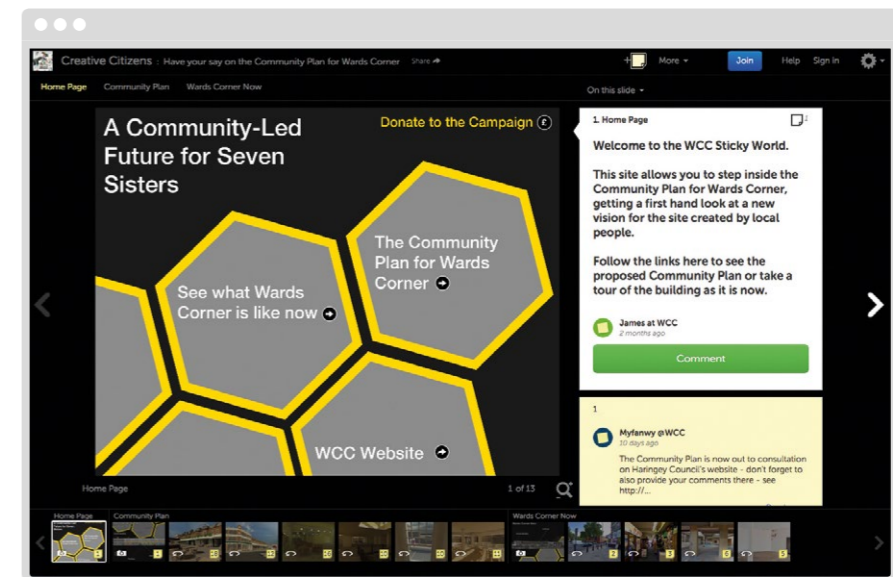 Creative Citizens : Have your say on the Community Plan for Wards Corner Share
+ More Join Help Sign in
Home Page Community Plan Wards Corner Now
On this slide
A Community-Led
Future for Seven
Sisters
Donate to the Campaign £
See what Wards
Corner is like now
The Community
Plan for Wards
Corner
WCC Website
Home Page
1 of 13
1. Home Page
Welcome to the WCC Sticky World.
This site allows you to step inside the
Community Plan for Wards Corner,
getting a first hand look at a new
vision for the site created by local
people.
Follow the links here to see the
proposed Community Plan or take a
tour of the building as it is now.
James at WCC
2 months ago
Comment
1
Myfanwy @WCC
10 days ago
The Community Plan is now out to consultation
on Haringey Council's website - don't forget to
also provide your comments there - see
http://...
Home Page Community Plan Wards Corner Now